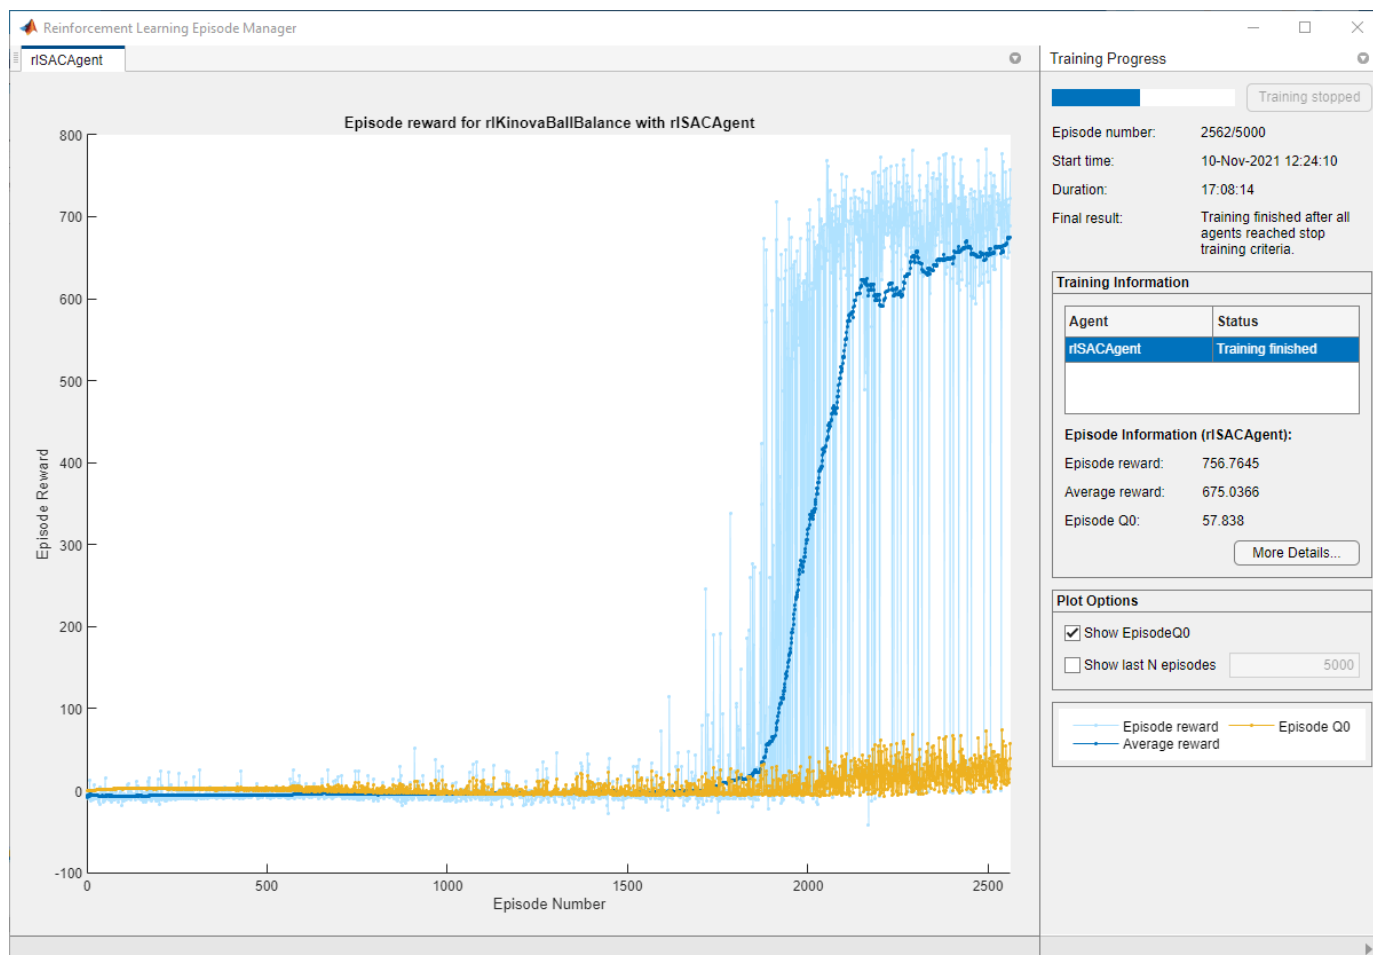 Reinforcement Learning Episode Manager
rlSACAgent
Episode reward for rlKinovaBallBalance with rlSACAgent
800
700
600
500
400
300
200
100
0
-100
Episode Reward
0
500
1000
1500
2000
2500
Episode Number
Training Progress
Training stopped
Episode number: 2562/5000
Start time: 10-Nov-2021 12:24:10
Duration: 17:08:14
Final result: Training finished after all
agents reached stop
training criteria.
Training Information
Agent Status
rlSACAgent Training finished
Episode Information (rlSACAgent):
Episode reward: 756.7645
Average reward: 675.0366
Episode Q0: 57.838
More Details...
Plot Options
Show EpisodeQ0
Show last N episodes 5000
Episode reward Episode Q0
Average reward